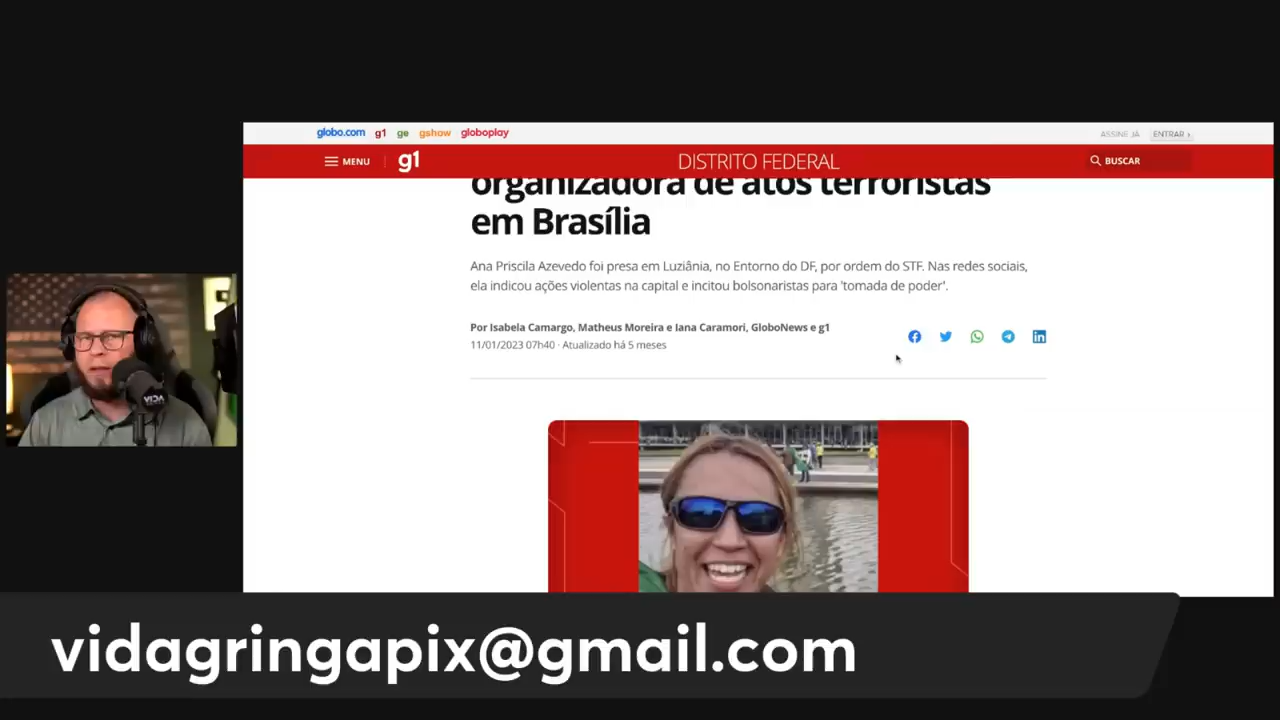 globo.com g1 ge gshow globoplay
ASSINE JÁ ENTRAR ›
MENU g1 DISTRITO FEDERAL BUSCAR
organizadora de atos terroristas
em Brasília
Ana Priscila Azevedo foi presa em Luziânia, no Entorno do DF, por ordem do STF. Nas redes sociais,
ela indicou ações violentas na capital e incitou bolsonaristas para 'tomada de poder'.
Por Isabela Camargo, Matheus Moreira e Iana Caramori, GloboNews e g1
11/01/2023 07h40 · Atualizado há 5 meses
VIDA
vidagringapix@gmail.com